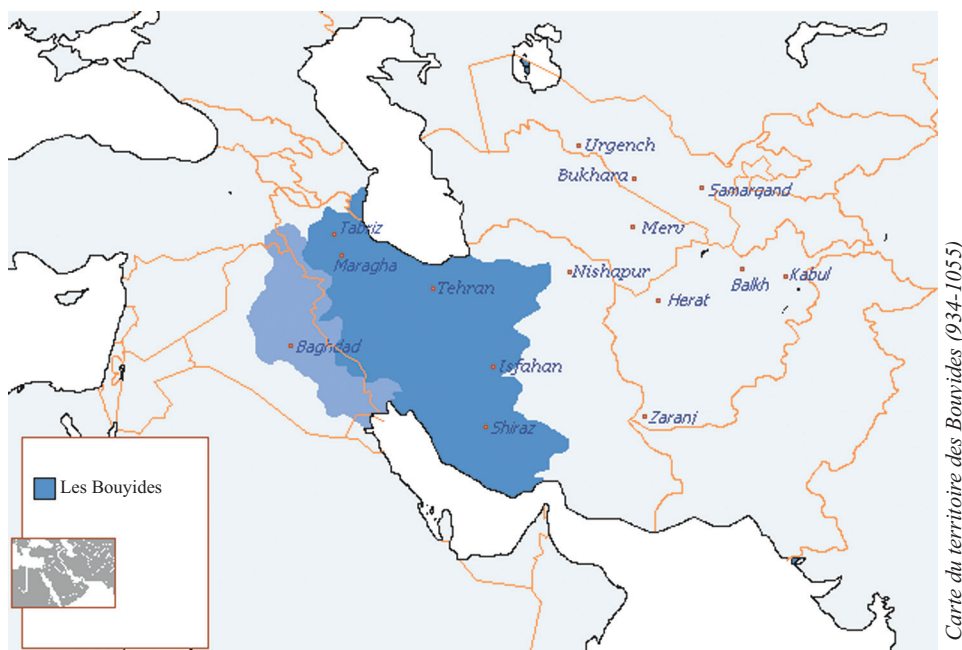 Urgench
Bukhara
Samarqand
Merv
Tabriz
Maragha
Nishapur
Balkh
Kabul
Tehran
Herat
Baghdad
Isfahan
Zaranj
Shiraz
Les Bouyides
Carte du territoire des Bouyides (934-1055)